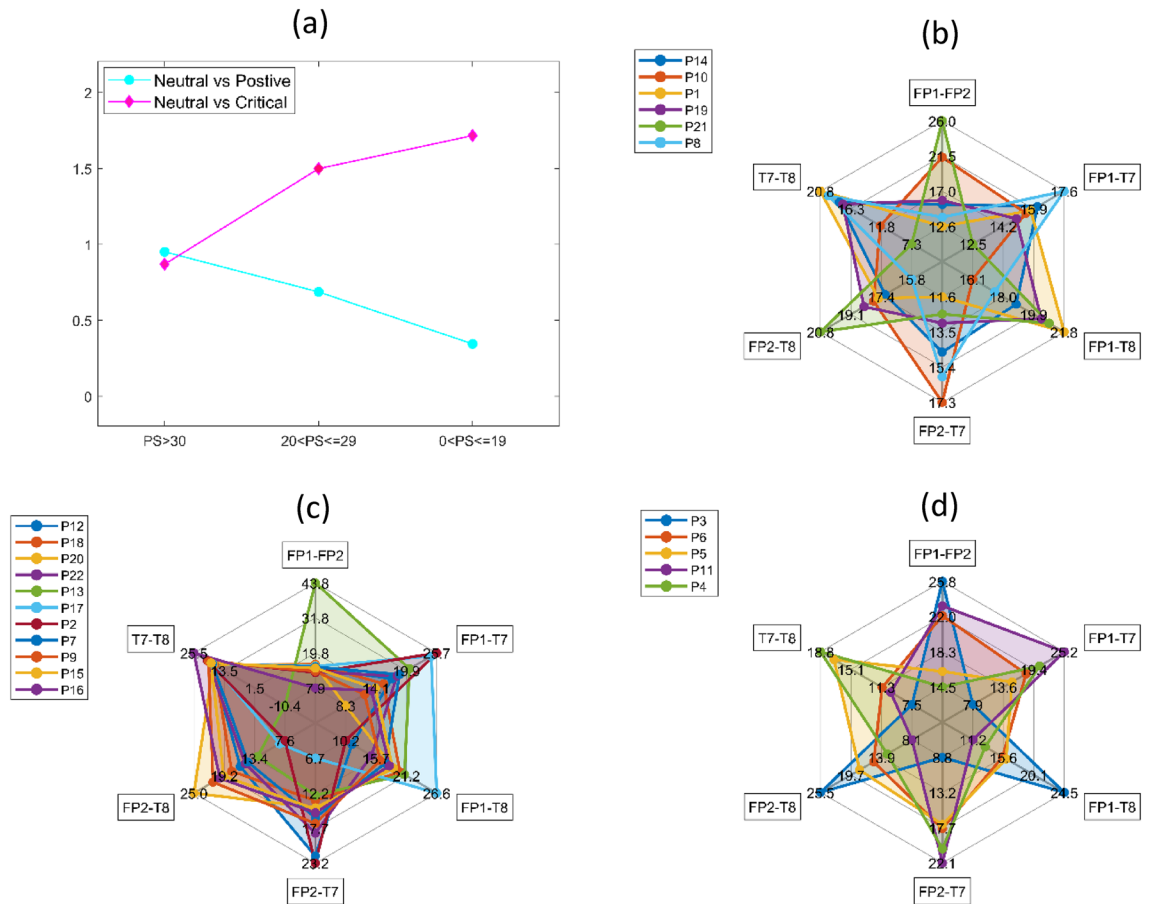 (a)
Neutral vs Postive
Neutral vs Critical
2
1.5
1
0.5
0
PS>30
20<PS<=29
0<PS<=19
(b)
P14
P10
P1
P19
P21
P8
FP1-FP2
26.0
21.5
17.0
12.6
FP1-T7
17.6
15.9
14.2
12.5
T7-T8
20.8
16.3
11.8
7.3
FP2-T8
20.8
19.1
17.4
15.8
FP1-T8
21.8
19.9
18.0
16.1
11.6
13.5
15.4
17.3
FP2-T7
(c)
P12
P18
P20
P22
P13
P17
P2
P7
P9
P15
P16
FP1-FP2
43.8
31.8
19.8
7.9
FP1-T7
25.7
19.9
14.1
8.3
T7-T8
25.5
13.5
1.5
-10.4
FP2-T8
25.0
19.2
13.4
7.6
FP1-T8
26.6
21.2
15.7
10.2
6.7
12.2
17.7
23.2
FP2-T7
(d)
P3
P6
P5
P11
P4
FP1-FP2
25.8
22.0
18.3
14.5
FP1-T7
25.2
19.4
13.6
7.9
T7-T8
18.8
15.1
11.3
7.5
FP2-T8
25.5
19.7
13.9
8.1
FP1-T8
24.5
20.1
15.6
11.2
8.8
13.2
17.7
22.1
FP2-T7